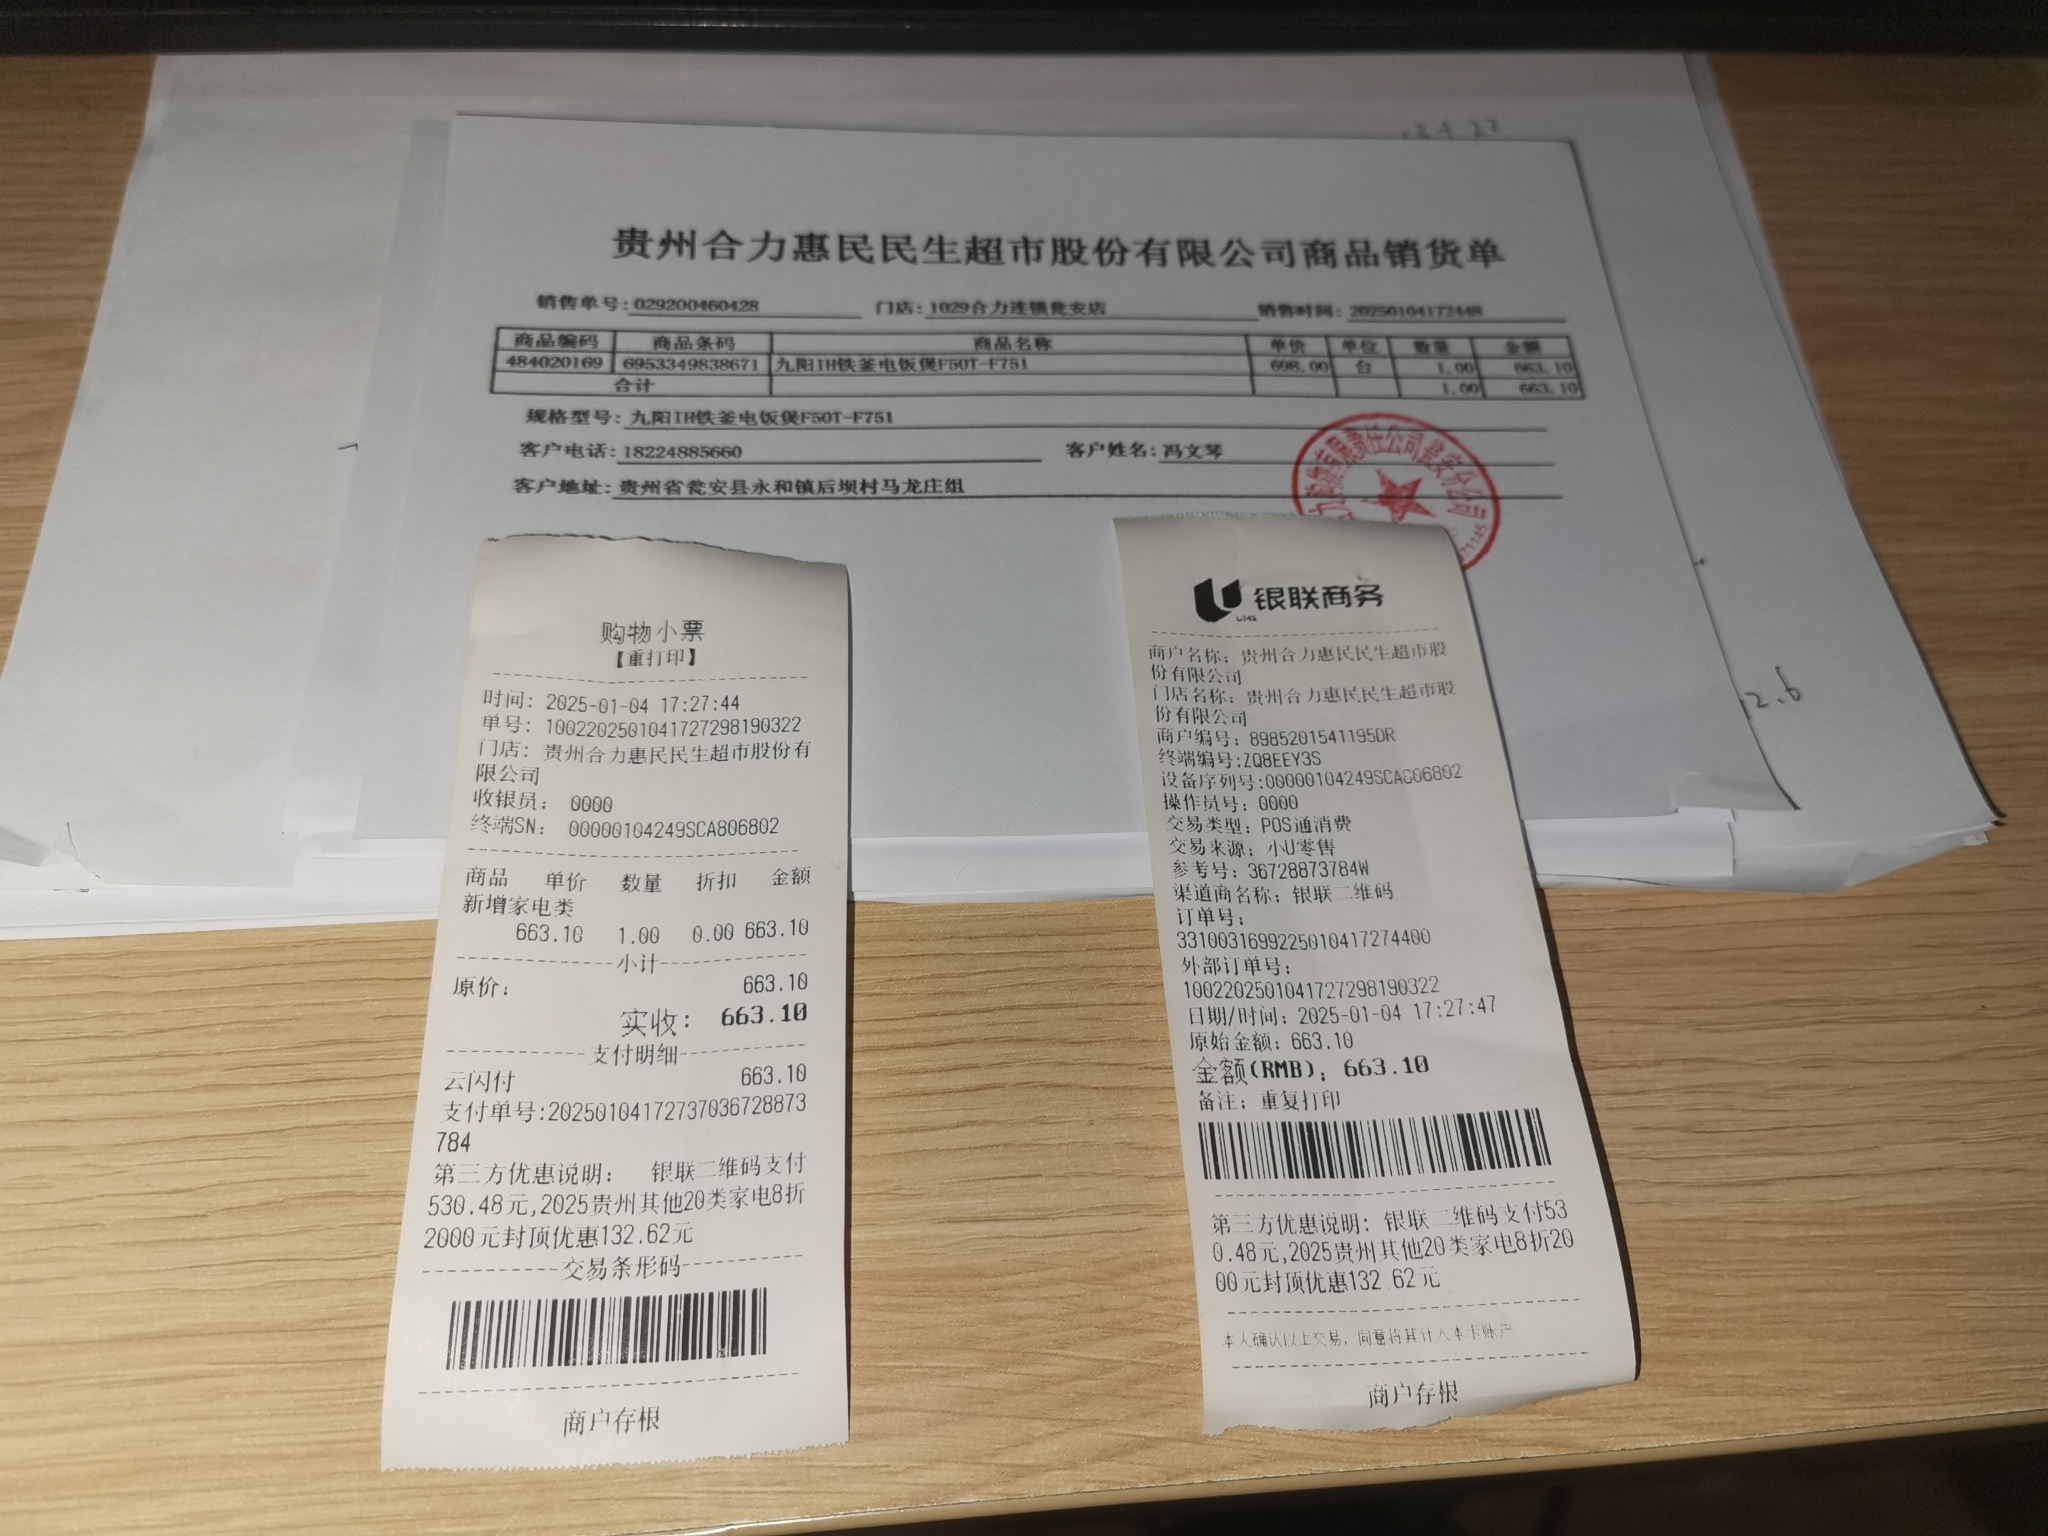 贵州合力惠民民生超市股份有限公司商品销货单
销售单号:029200460428 门店:1029合力连锁瓮安店 销售时间:20250104172448
商品编码 商品条码 商品名称 单价 单位 数量 金额
484020169 6953349838671 九阳IH铁釜电饭煲F50T-F751 698.00 台 1.00 663.10
合计 1.00 663.10
规格型号:九阳IH铁釜电饭煲F50T-F751
客户电话:18224885660 客户姓名:冯文琴
客户地址:贵州省瓮安县永和镇后坝村马龙庄组
12.6
购物小票
【重打印】
时间: 2025-01-04 17:27:44
单号: 10022025010417272981903​22
门店: 贵州合力惠民民生超市股份有
限公司
收银员: 0000
终端SN: 00000104249SCA806802
商品 单价 数量 折扣 金额
新增家电类
663.10 1.00 0.00 663.10
小计
原价: 663.10
实收: 663.10
支付明细
云闪付 663.10
支付单号:20250104172737036728873
784
第三方优惠说明: 银联二维码支付
530.48元,2025贵州其他20类家电8折
2000元封顶优惠132.62元
交易条形码
商户存根
银联商务
UMS
商户名称: 贵州合力惠民民生超市股
份有限公司
门店名称: 贵州合力惠民民生超市股
份有限公司
商户编号: 8985201541195DR
终端编号:ZQ8EEY3S
设备序列号:00000104249SCA806802
操作员号: 0000
交易类型: POS通消费
交易来源: 小U零售
参考号: 36728873784W
渠道商名称: 银联二维码
订单号:
33100316992250104172744​00
外部订单号:
1002202501041727298190322
日期/时间: 2025-01-04 17:27:47
原始金额: 663.10
金额(RMB): 663.10
备注: 重复打印
第三方优惠说明: 银联二维码支付53
0.48元,2025贵州其他20类家电8折20
00元封顶优惠132.62元
本人确认以上交易, 同意将其计入本卡账户
商户存根